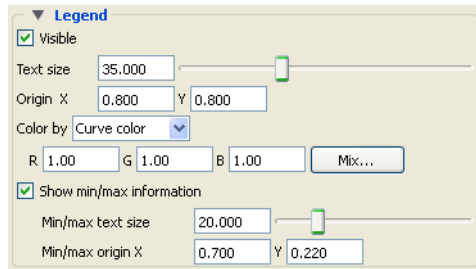 Legend
Visible
Text size 35.000
Origin X 0.800 Y 0.800
Color by Curve color
R 1.00 G 1.00 B 1.00 Mix...
Show min/max information
Min/max text size 20.000
Min/max origin X 0.700 Y 0.220